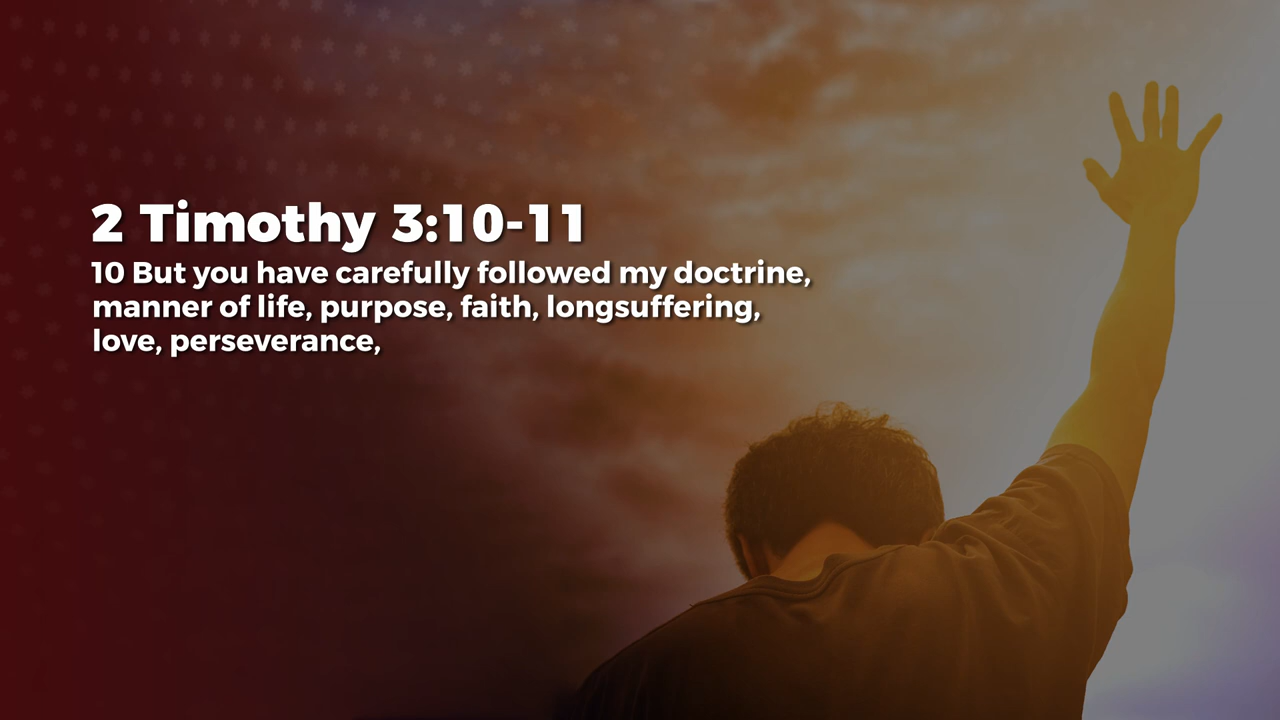 2 Timothy 3:10-11
10 But you have carefully followed my doctrine,
manner of life, purpose, faith, longsuffering,
love, perseverance,